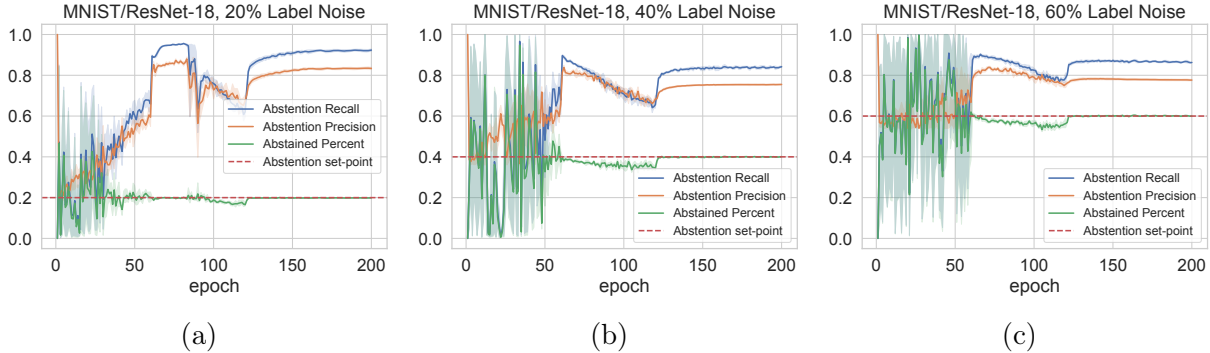 MNIST/ResNet-18, 20% Label Noise
1.0
0.8
0.6
0.4
0.2
0.0
Abstention Recall
Abstention Precision
Abstained Percent
Abstention set-point
0 50 100 150 200
epoch
(a)
MNIST/ResNet-18, 40% Label Noise
1.0
0.8
0.6
0.4
0.2
0.0
Abstention Recall
Abstention Precision
Abstained Percent
Abstention set-point
0 50 100 150 200
epoch
(b)
MNIST/ResNet-18, 60% Label Noise
1.0
0.8
0.6
0.4
0.2
0.0
Abstention Recall
Abstention Precision
Abstained Percent
Abstention set-point
0 50 100 150 200
epoch
(c)